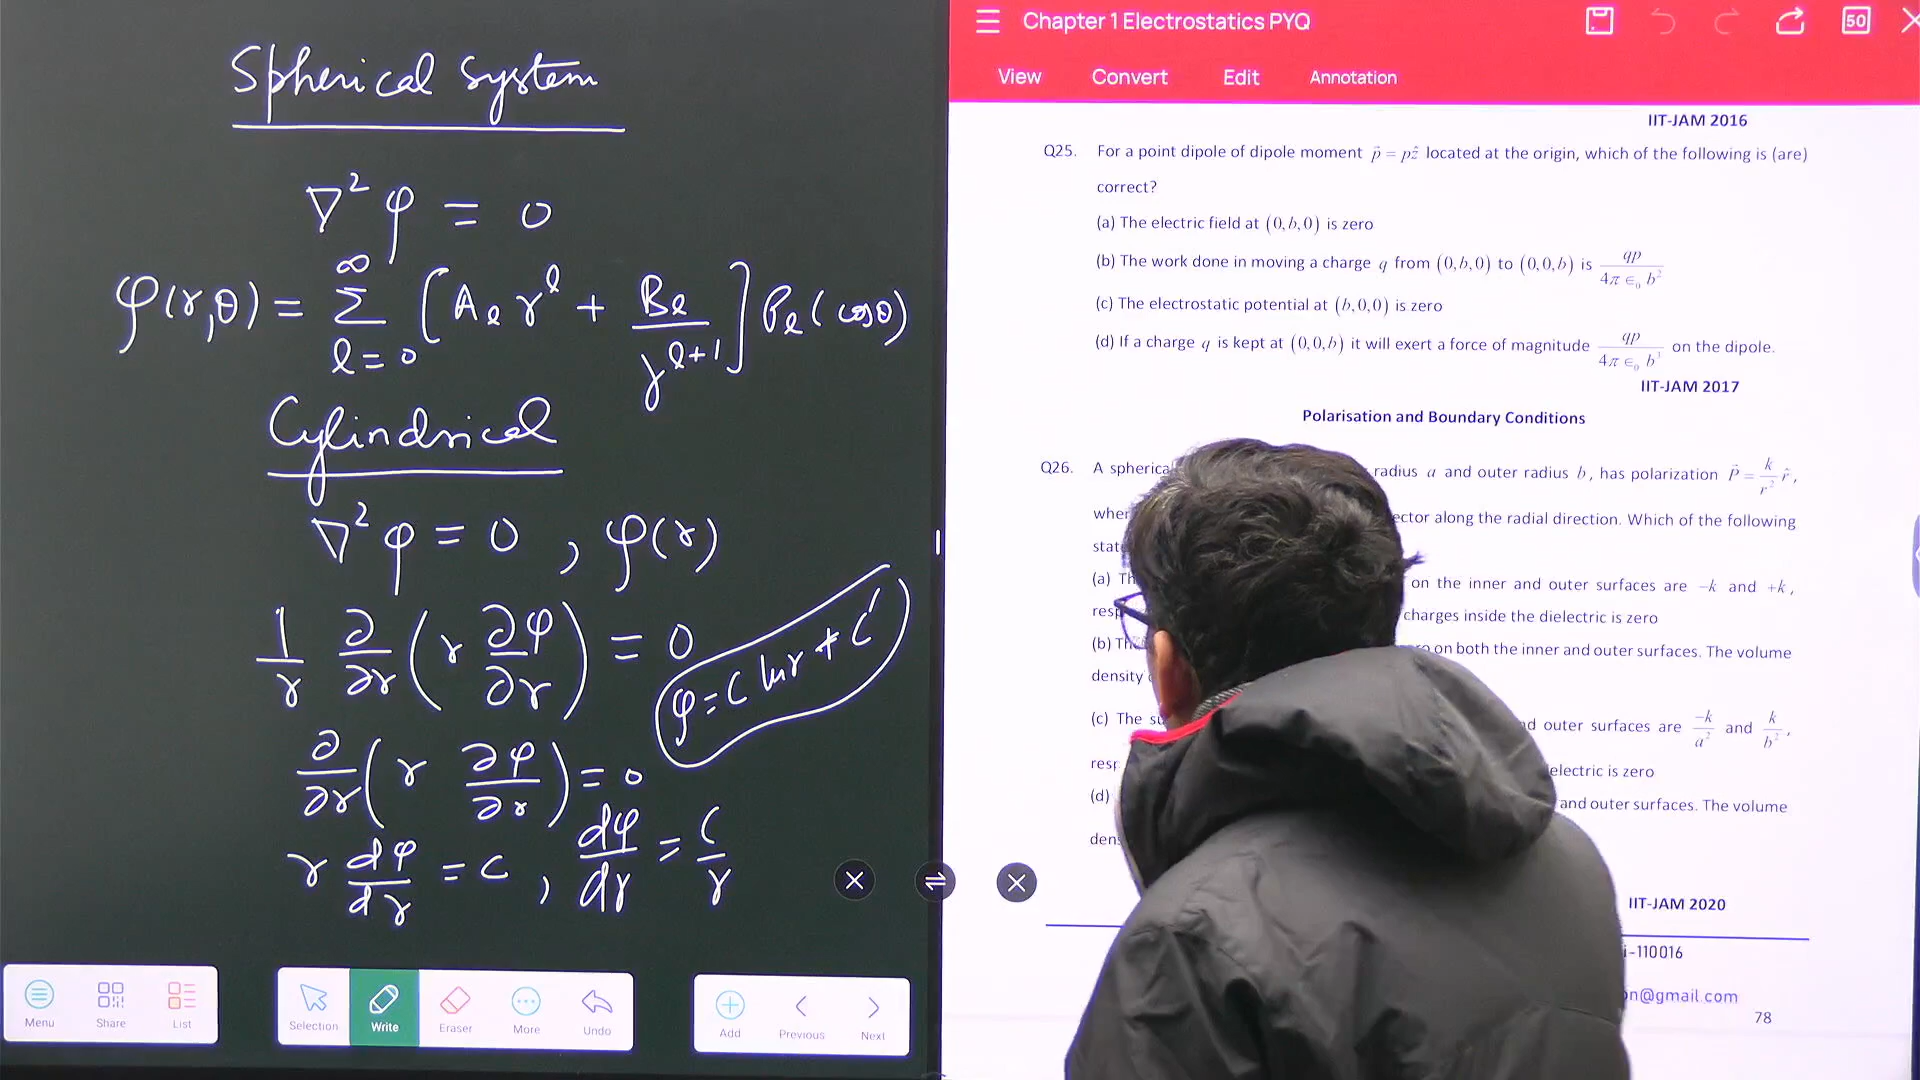 Spherical system
∇²φ = 0
φ(r,θ) = Σ_{l=0}^{∞} [A_l r^l + B_l / r^{l+1}] P_l(cosθ)
Cylindrical
∇²φ = 0 , φ(r)
1/r ∂/∂r (r ∂φ/∂r) = 0
φ = C lnr + C'
∂/∂r (r ∂φ/∂r) = 0
r dφ/dr = C , dφ/dr = C/r
Menu Share List
Selection Write Eraser More Undo
Add Previous Next
Chapter 1 Electrostatics PYQ
50
View Convert Edit Annotation
IIT-JAM 2016
Q25. For a point dipole of dipole moment p⃗ = pẑ located at the origin, which of the following is (are)
correct?
(a) The electric field at (0,b,0) is zero
(b) The work done in moving a charge q from (0,b,0) to (0,0,b) is qp / 4π∈₀b²
(c) The electrostatic potential at (b,0,0) is zero
(d) If a charge q is kept at (0,0,b) it will exert a force of magnitude qp / 4π∈₀b³ on the dipole.
IIT-JAM 2017
Polarisation and Boundary Conditions
Q26. A radius a and outer radius b, has polarization P⃗ = k/r² r̂,
along the radial direction. Which of the following
(a) on the inner and outer surfaces are −k and +k,
charges inside the dielectric is zero
(b) on both the inner and outer surfaces. The volume
density
(c) The outer surfaces are −k/a² and k/b²,
is zero
(d) and outer surfaces. The volume
IIT-JAM 2020
-110016
@gmail.com
78